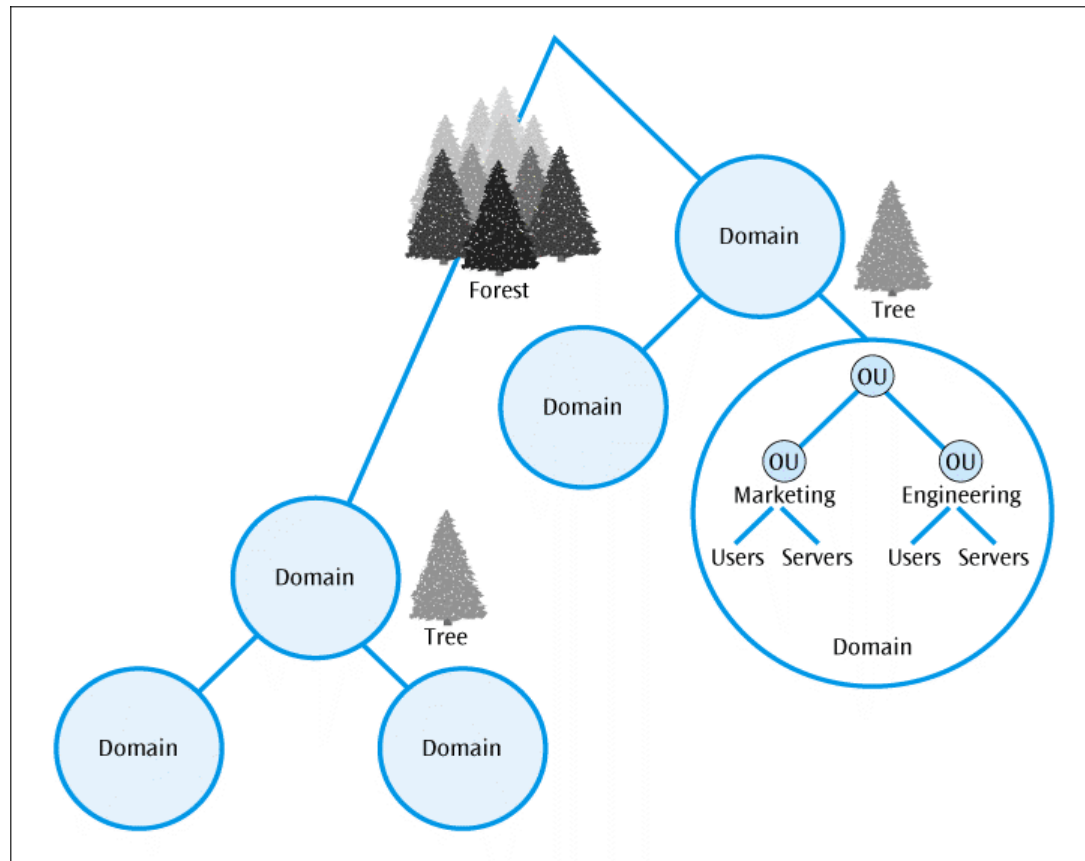 Domain
Forest
Tree
Domain
OU
OU
OU
Marketing
Engineering
Users
Servers
Users
Servers
Domain
Domain
Tree
Domain
Domain